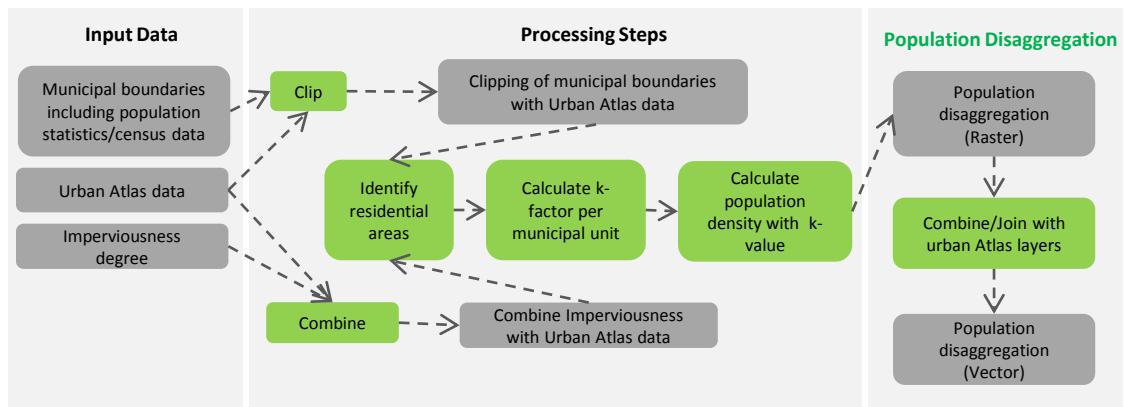 Input Data
Municipal boundaries
including population
statistics/census data
Urban Atlas data
Imperviousness
degree
Processing Steps
Clip
Clipping of municipal boundaries
with Urban Atlas data
Identify
residential
areas
Calculate k-
factor per
municipal unit
Calculate
population
density with k-
value
Combine
Combine Imperviousness
with Urban Atlas data
Population Disaggregation
Population
disaggregation
(Raster)
Combine/Join with
urban Atlas layers
Population
disaggregation
(Vector)